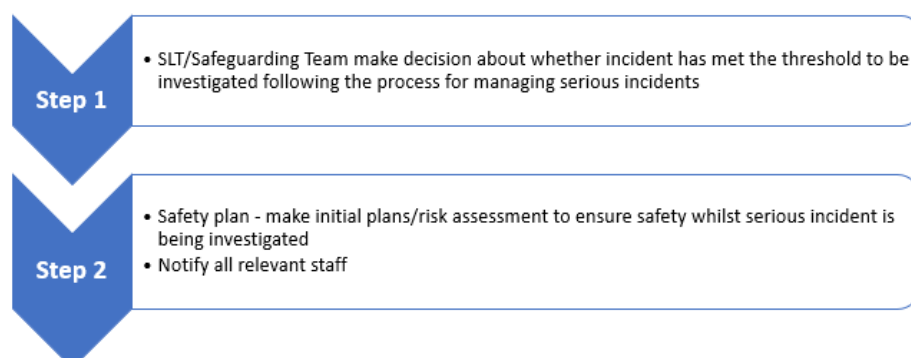 Step 1
• SLT/Safeguarding Team make decision about whether incident has met the threshold to be
investigated following the process for managing serious incidents
Step 2
• Safety plan - make initial plans/risk assessment to ensure safety whilst serious incident is
being investigated
• Notify all relevant staff